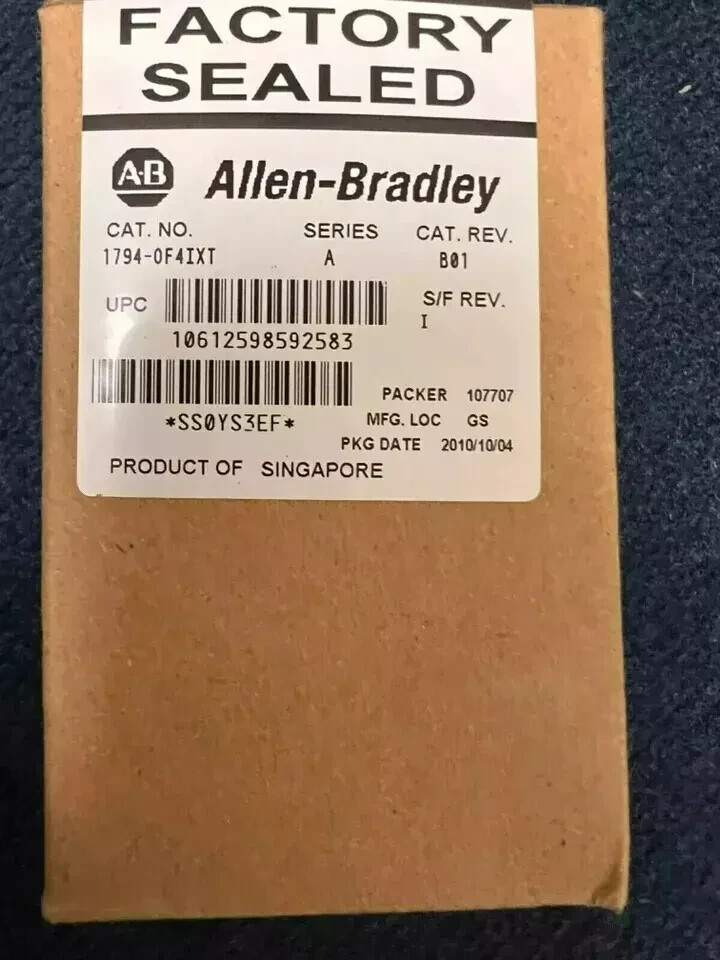 FACTORY
SEALED
A·B Allen-Bradley
CAT. NO. SERIES CAT. REV.
1794-OF4IXT A B01
UPC S/F REV.
I
10612598592583
PACKER 107707
*SS0YS3EF* MFG. LOC GS
PKG DATE 2010/10/04
PRODUCT OF SINGAPORE